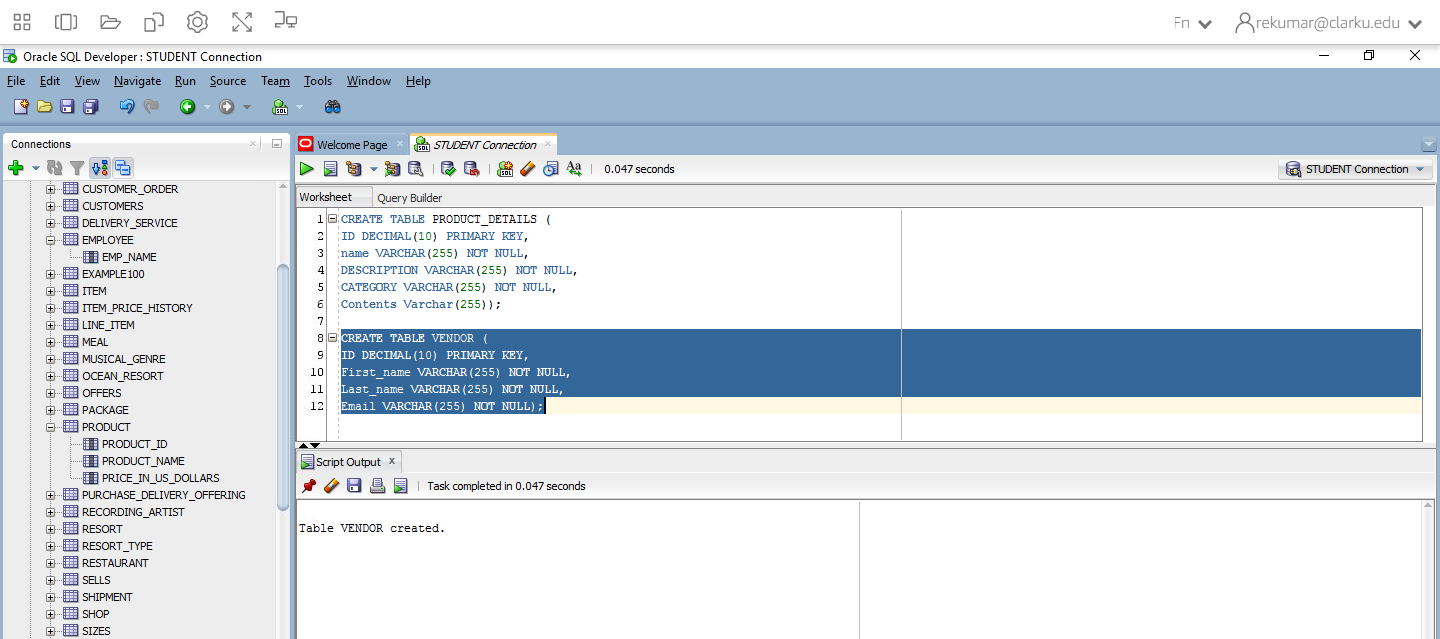 Fn
rekumar@clarku.edu
Oracle SQL Developer : STUDENT Connection
File Edit View Navigate Run Source Team Tools Window Help
SQL
Connections
Welcome Page
SQL
STUDENT Connection
SQL
Aa
0.047 seconds
STUDENT Connection
Worksheet
Query Builder
CUSTOMER_ORDER
CUSTOMERS
DELIVERY_SERVICE
EMPLOYEE
EMP_NAME
EXAMPLE100
ITEM
ITEM_PRICE_HISTORY
LINE_ITEM
MEAL
MUSICAL_GENRE
OCEAN_RESORT
OFFERS
PACKAGE
PRODUCT
PRODUCT_ID
PRODUCT_NAME
PRICE_IN_US_DOLLARS
PURCHASE_DELIVERY_OFFERING
RECORDING_ARTIST
RESORT
RESORT_TYPE
RESTAURANT
SELLS
SHIPMENT
SHOP
SIZES
1 CREATE TABLE PRODUCT_DETAILS (
2 ID DECIMAL(10) PRIMARY KEY,
3 name VARCHAR(255) NOT NULL,
4 DESCRIPTION VARCHAR(255) NOT NULL,
5 CATEGORY VARCHAR(255) NOT NULL,
6 Contents Varchar(255));
7
8 CREATE TABLE VENDOR (
9 ID DECIMAL(10) PRIMARY KEY,
10 First_name VARCHAR(255) NOT NULL,
11 Last_name VARCHAR(255) NOT NULL,
12 Email VARCHAR(255) NOT NULL);
Script Output x
Task completed in 0.047 seconds
Table VENDOR created.